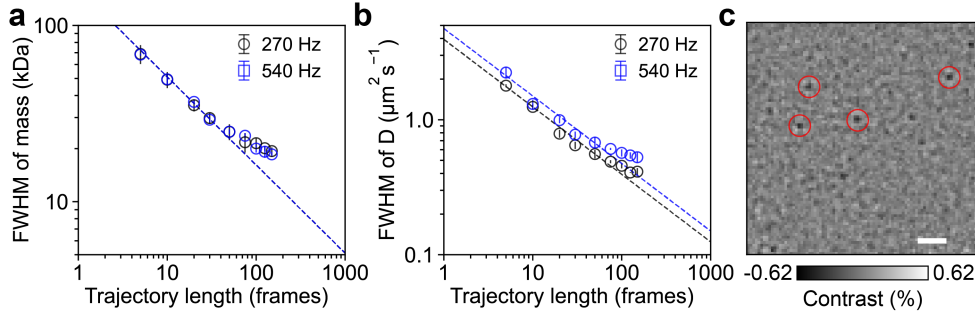 a
FWHM of mass (kDa)
100
10
270 Hz
540 Hz
1 10 100 1000
Trajectory length (frames)
b
FWHM of D (μm² s⁻¹)
1.0
0.1
270 Hz
540 Hz
1 10 100 1000
Trajectory length (frames)
c
-0.62 0.62
Contrast (%)